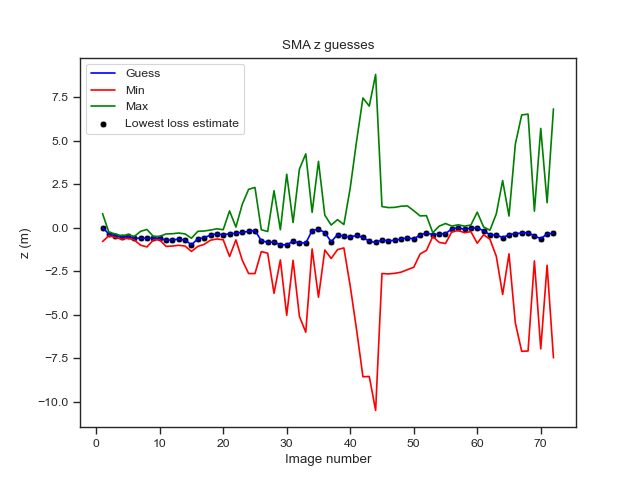 SMA z guesses
Guess
Min
Max
Lowest loss estimate
z (m)
7.5
5.0
2.5
0.0
−2.5
−5.0
−7.5
−10.0
0 10 20 30 40 50 60 70
Image number